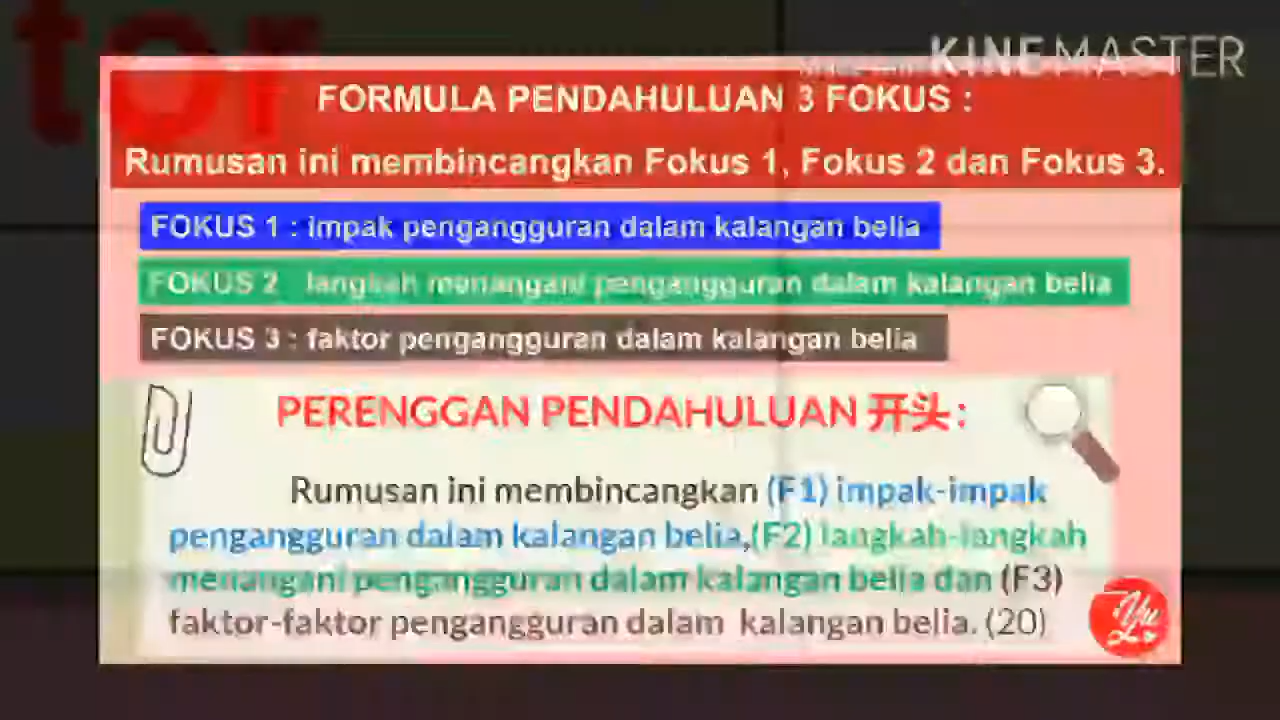 tor
KINEMASTER
FORMULA PENDAHULUAN 3 FOKUS :
Rumusan ini membincangkan Fokus 1, Fokus 2 dan Fokus 3.
FOKUS 1 : impak pengangguran dalam kalangan belia
FOKUS 2 : langkah menangani pengangguran dalam kalangan belia
FOKUS 3 : faktor pengangguran dalam kalangan belia
PERENGGAN PENDAHULUAN 开头:
Rumusan ini membincangkan (F1) impak-impak
pengangguran dalam kalangan belia,(F2) langkah-langkah
menangani pengangguran dalam kalangan belia dan (F3)
faktor-faktor pengangguran dalam kalangan belia. (20)
Yu